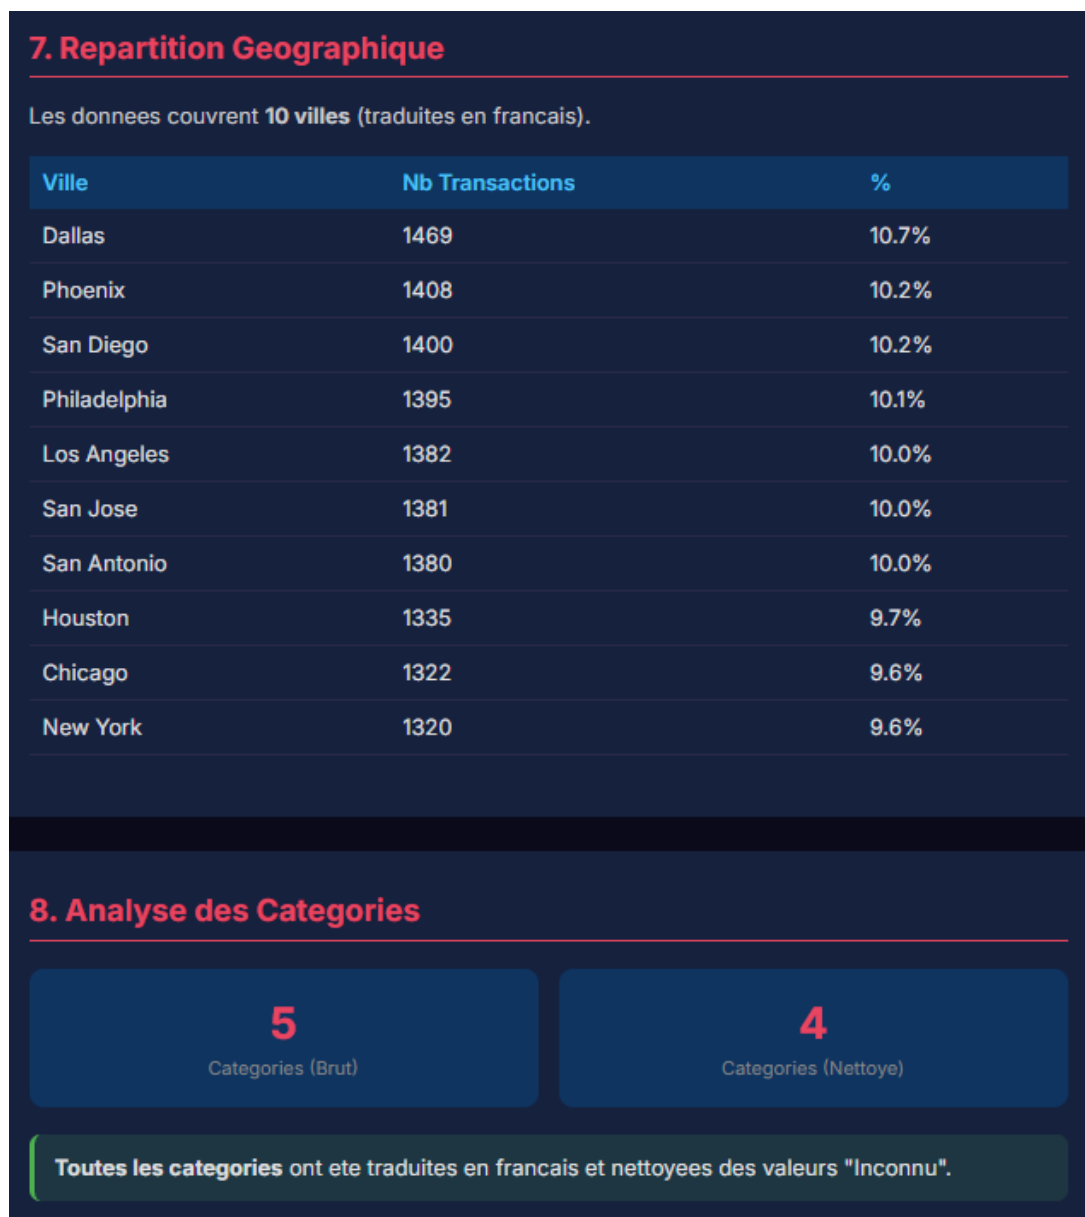 7. Repartition Geographique
Les donnees couvrent 10 villes (traduites en francais).
Ville Nb Transactions %
Dallas 1469 10.7%
Phoenix 1408 10.2%
San Diego 1400 10.2%
Philadelphia 1395 10.1%
Los Angeles 1382 10.0%
San Jose 1381 10.0%
San Antonio 1380 10.0%
Houston 1335 9.7%
Chicago 1322 9.6%
New York 1320 9.6%
8. Analyse des Categories
5 4
Categories (Brut) Categories (Nettoye)
Toutes les categories ont ete traduites en francais et nettoyees des valeurs "Inconnu".